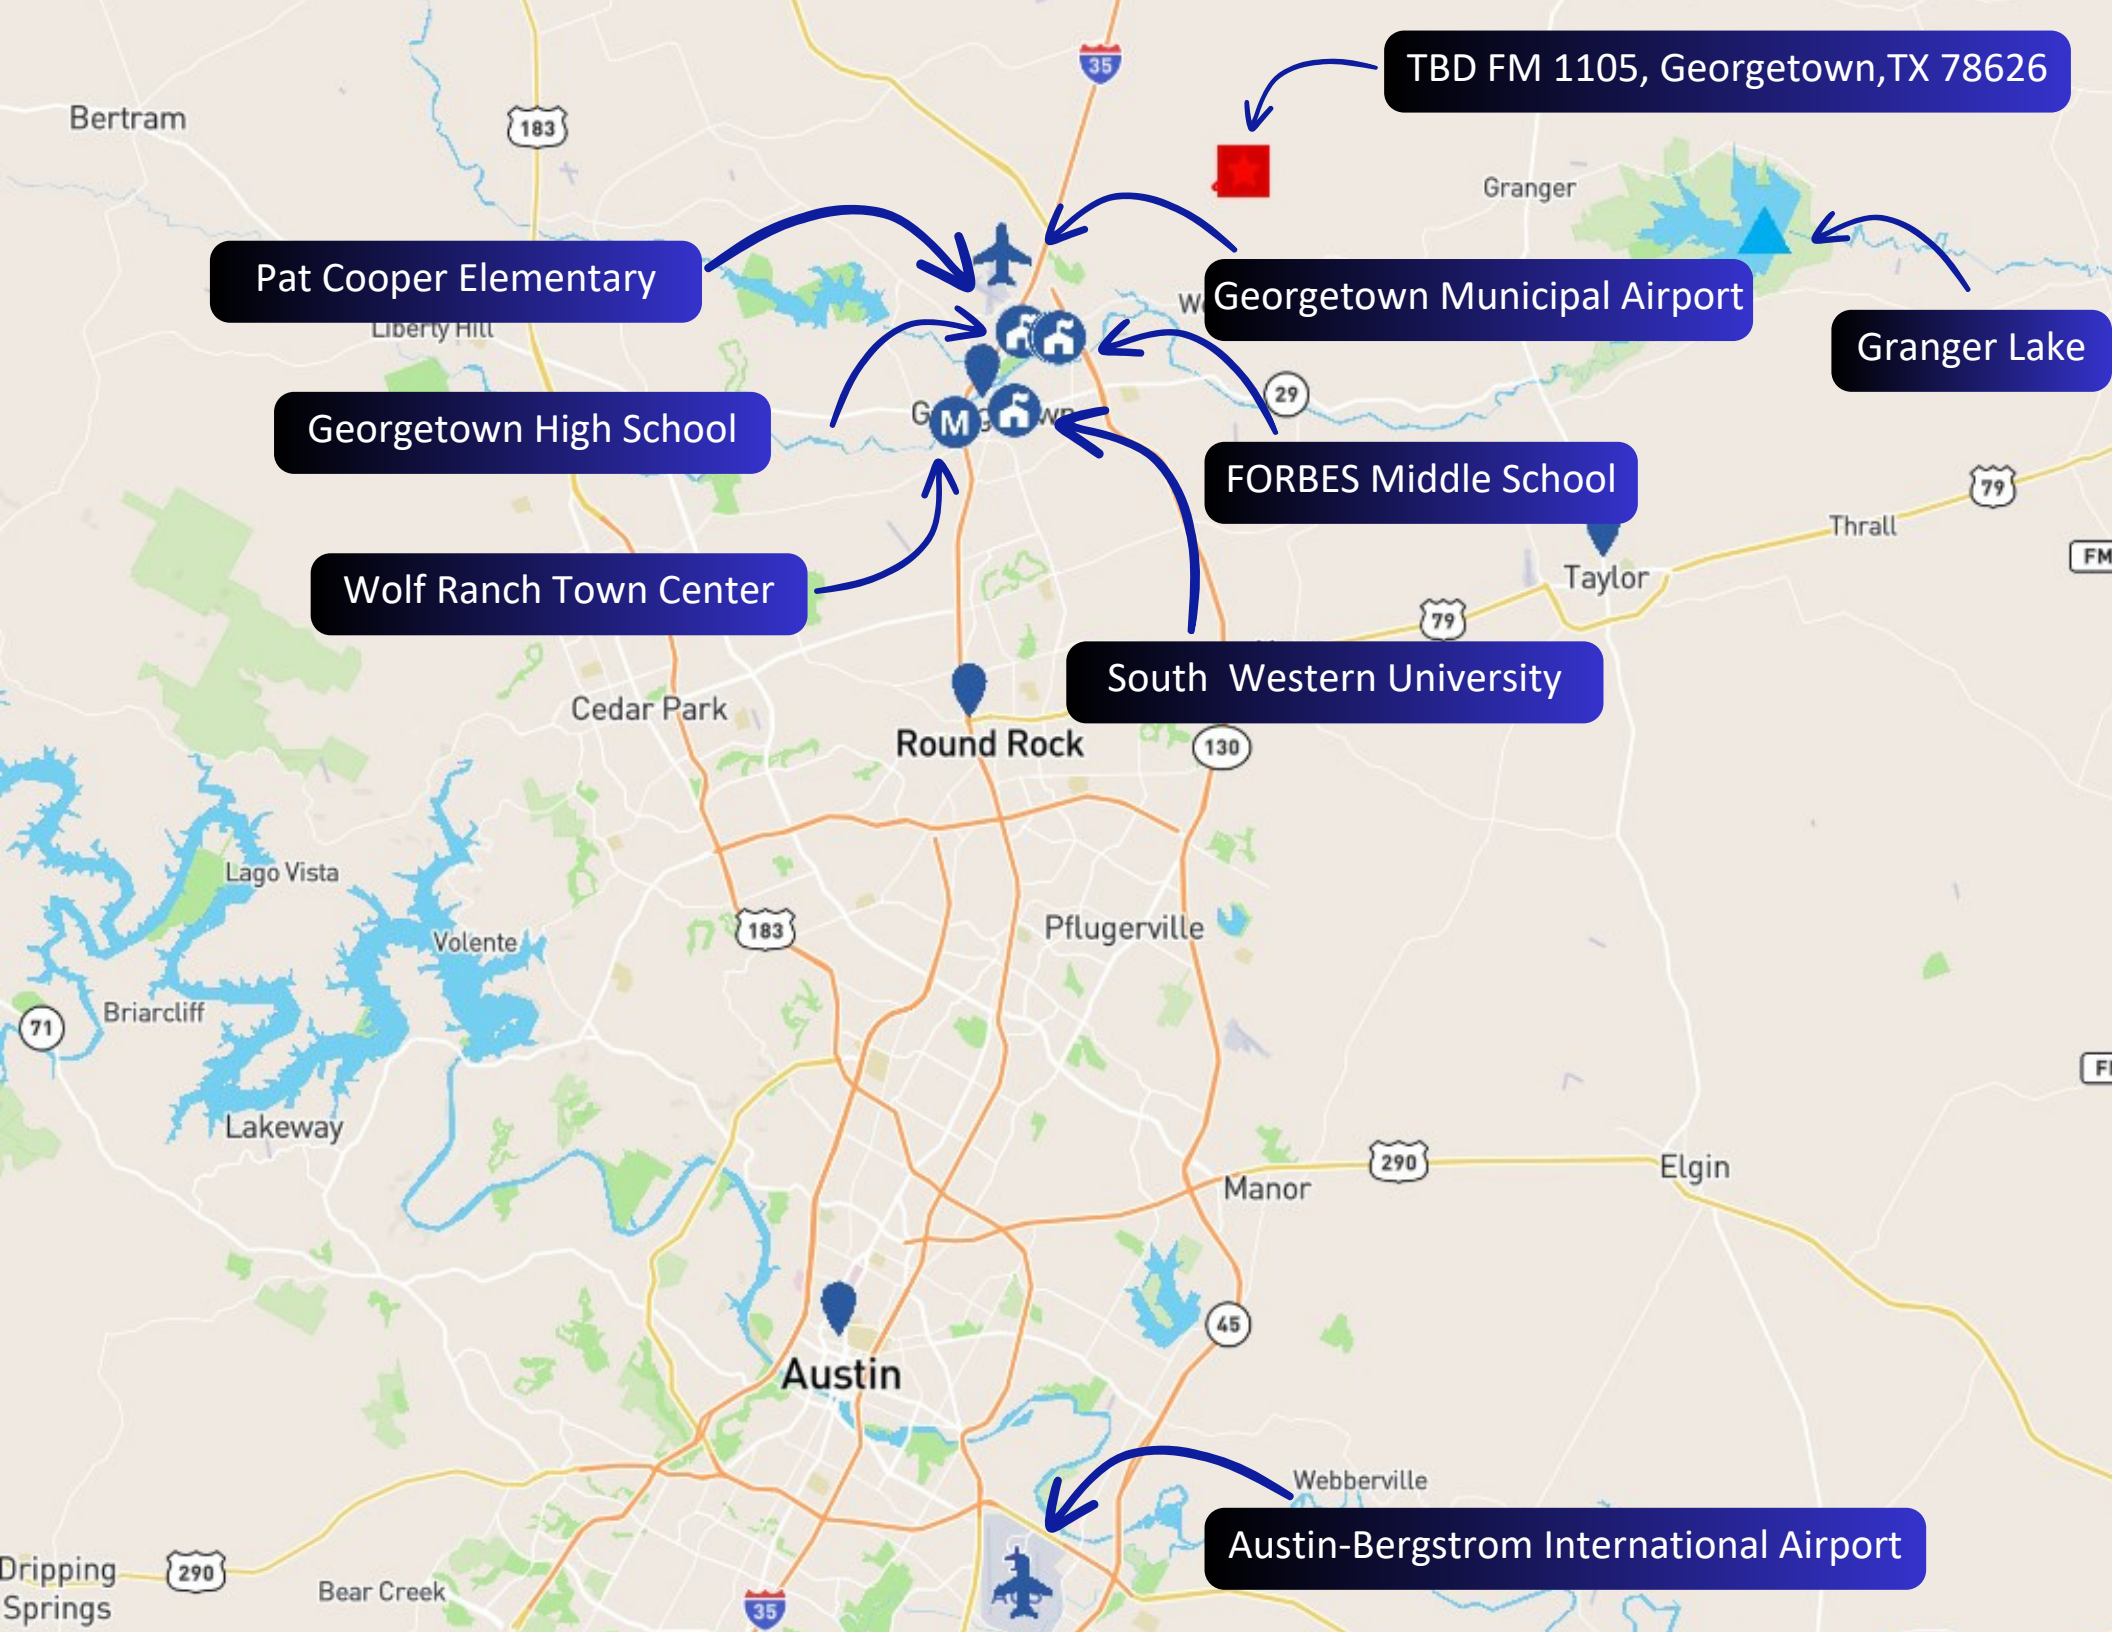 35
TBD FM 1105, Georgetown,TX 78626
Bertram
183
Granger
Pat Cooper Elementary
Georgetown Municipal Airport
Liberty Hill
Granger Lake
29
Georgetown High School
M
FORBES Middle School
79
Thrall
FM
Wolf Ranch Town Center
Taylor
79
South  Western University
Cedar Park
Round Rock
130
Lago Vista
183
Pflugerville
Volente
Briarcliff
71
Lakeway
290
Elgin
Manor
45
Austin
Webberville
Austin-Bergstrom International Airport
Dripping
Springs
290
Bear Creek
35